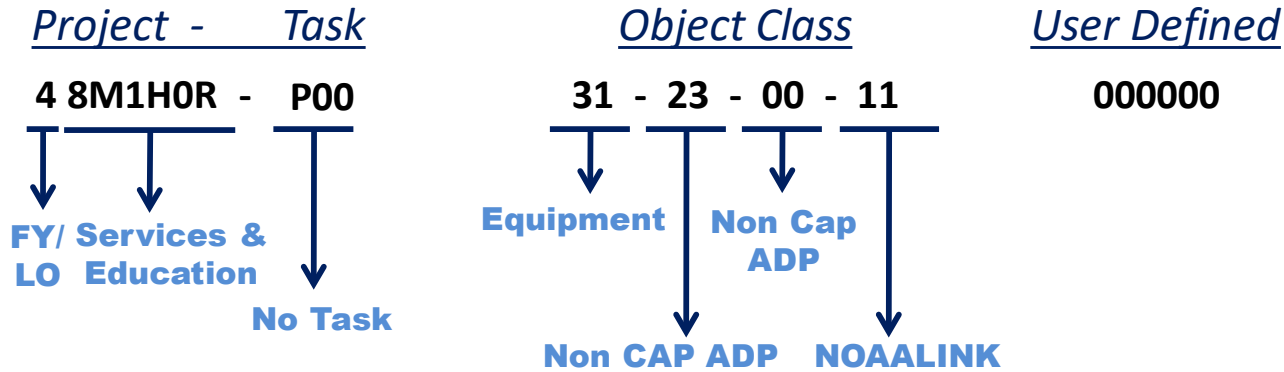 Project - Task Object Class User Defined
4 8M1H0R - P00 31 - 23 - 00 - 11 000000
FY/ LO
Services & Education
No Task
Equipment
Non CAP ADP
Non Cap ADP
NOAALINK